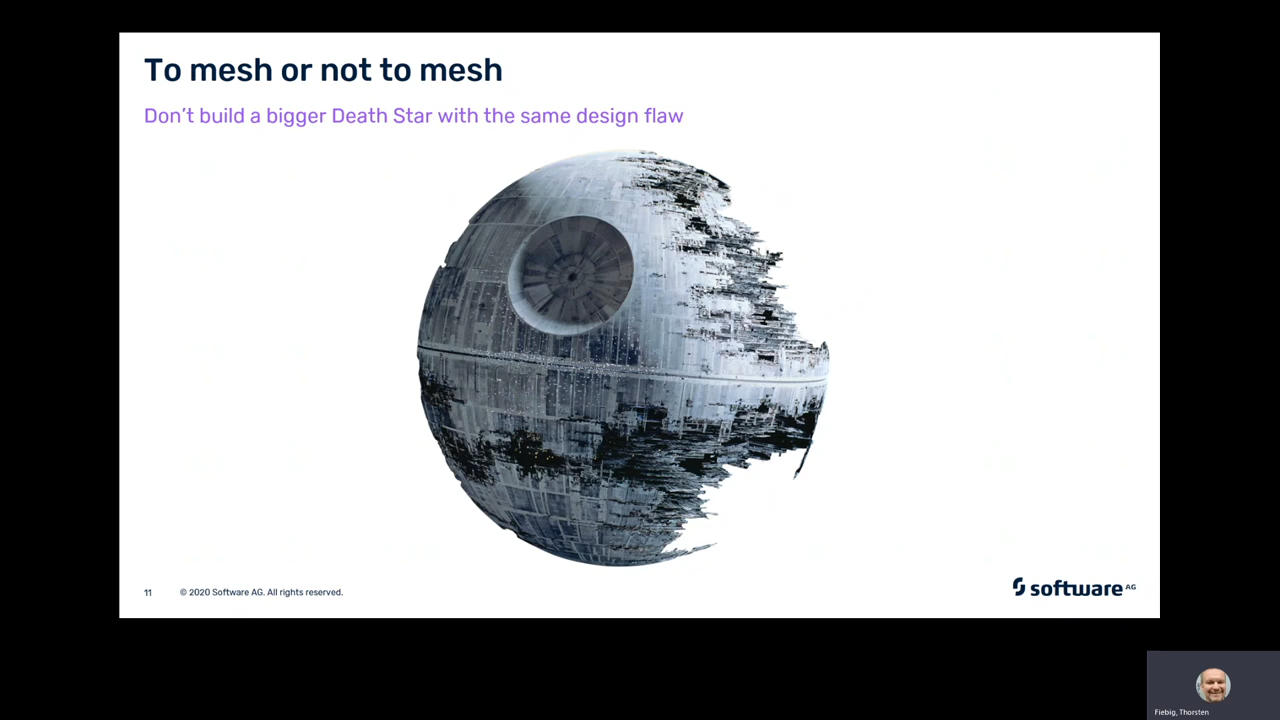 To mesh or not to mesh
Don't build a bigger Death Star with the same design flaw
11 © 2020 Software AG. All rights reserved.
software AG
Fiebig, Thorsten